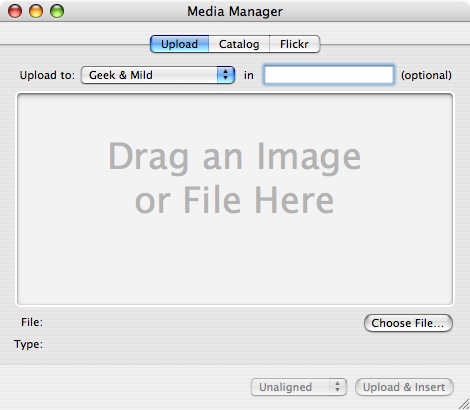 Media Manager
Upload Catalog Flickr
Upload to: Geek & Mild in (optional)
Drag an Image
or File Here
File:
Choose File...
Type:
Unaligned Upload & Insert